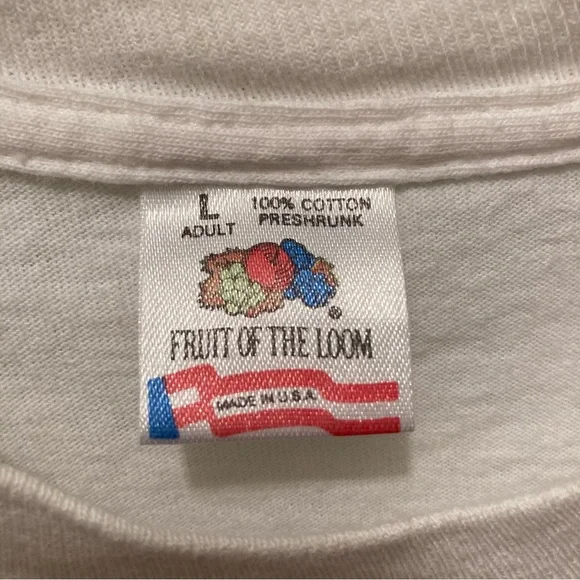 L 100% COTTON
ADULT PRESHRUNK
®
FRUIT OF THE LOOM
MADE IN U.S.A.